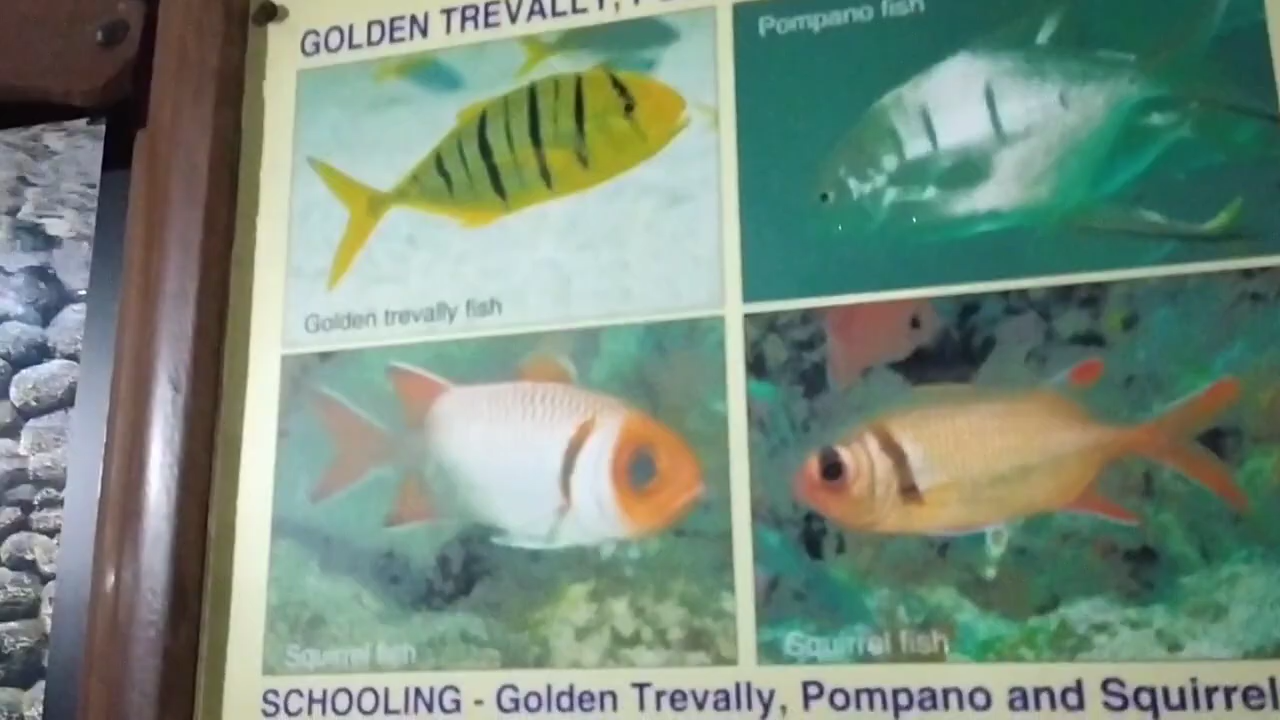 GOLDEN TREVALLY,
Pompano fish
Golden trevally fish
Squirrel fish
Squirrel fish
SCHOOLING - Golden Trevally, Pompano and Squirrel